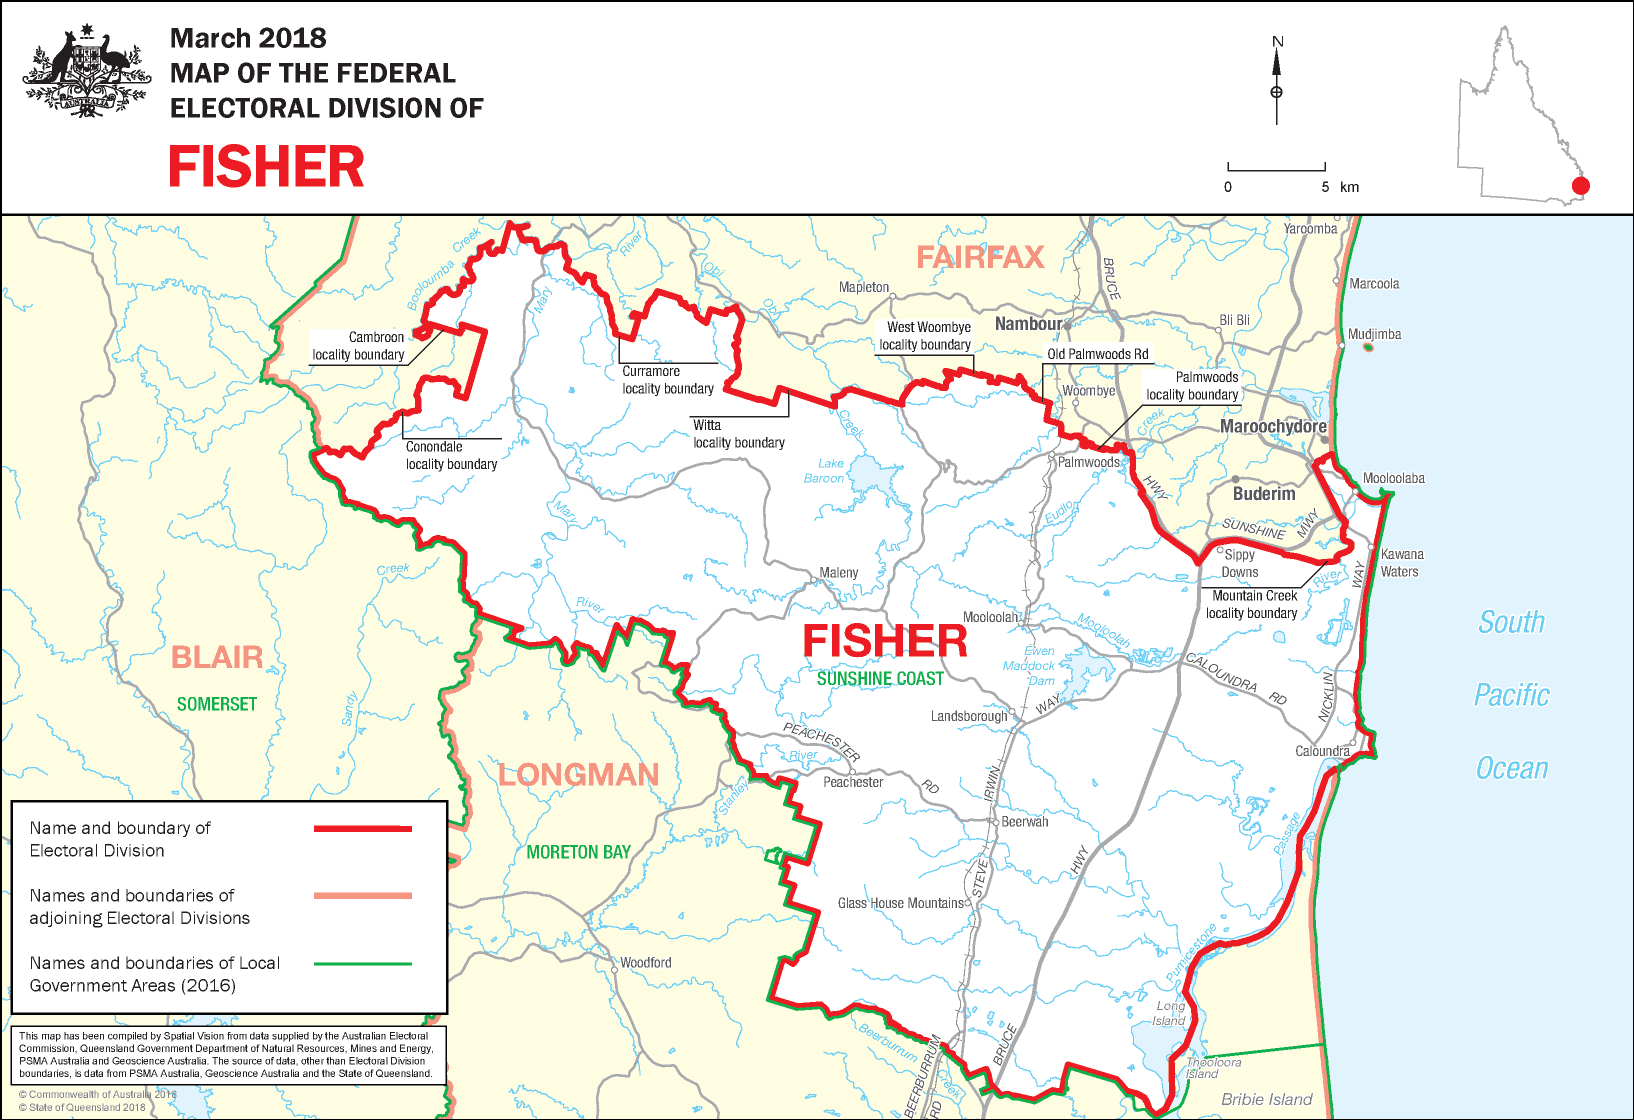 March 2018
MAP OF THE FEDERAL
ELECTORAL DIVISION OF
FISHER
AUSTRALIA
N
0 5 km
Yaroomba
Booloumba Creek
River
Obi
Obi
Mary
FAIRFAX
BRUCE
Marcoola
Mapleton
Nambour
Bli Bli
Mudjimba
Cambroon
locality boundary
West Woombye
locality boundary
Old Palmwoods Rd
Curramore
locality boundary
Palmwoods
locality boundary
Woombye
Witta
locality boundary
Creek
Creek
Maroochydore
Conondale
locality boundary
Lake
Baroon
Palmwoods
HWY
Mooloolaba
Buderim
Mary
Eudlo
SUNSHINE
MWY
Sippy
Downs
Kawana
Waters
Creek
Maleny
River
WAY
Mountain Creek
locality boundary
River
Mooloolah
Mooloolah
South
Pacific
Ocean
FISHER
SUNSHINE COAST
Ewen
Maddock
Dam
BLAIR
SOMERSET
Sandy
CALOUNDRA RD
NICKLIN
WAY
Landsborough
PEACHESTER
RD
River
Caloundra
LONGMAN
Peachester
IRWIN
Stanley
Beerwah
Passage
MORETON BAY
HWY
STEVE
Glass House Mountains
Pumicestone
Woodford
Long
Island
Beerburrum
Creek
BEERBURRUM
RD
BRUCE
Thooloora
Island
Bribie Island
Name and boundary of
Electoral Division
Names and boundaries of
adjoining Electoral Divisions
Names and boundaries of Local
Government Areas (2016)
This map has been compiled by Spatial Vision from data supplied by the Australian Electoral
Commission, Queensland Government Department of Natural Resources, Mines and Energy,
PSMA Australia and Geoscience Australia. The source of data, other than Electoral Division
boundaries, is data from PSMA Australia, Geoscience Australia and the State of Queensland.
© Commonwealth of Australia 2018
© State of Queensland 2018